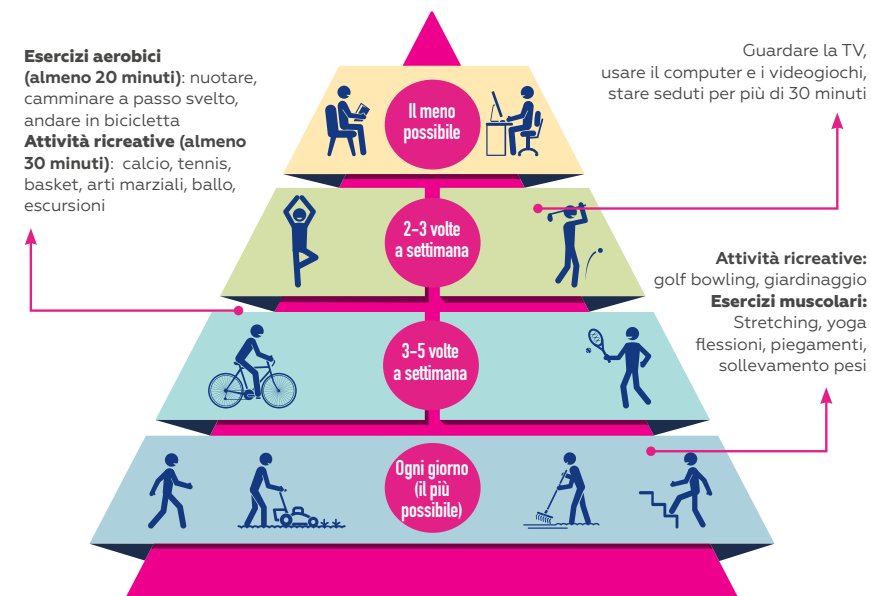 Esercizi aerobici
(almeno 20 minuti): nuotare,
camminare a passo svelto,
andare in bicicletta
Attività ricreative (almeno
30 minuti): calcio, tennis,
basket, arti marziali, ballo,
escursioni
Guardare la TV,
usare il computer e i videogiochi,
stare seduti per più di 30 minuti
Il meno
possibile
2-3 volte
a settimana
Attività ricreative:
golf bowling, giardinaggio
Esercizi muscolari:
Stretching, yoga
flessioni, piegamenti,
sollevamento pesi
3-5 volte
a settimana
Ogni giorno
(il più
possibile)